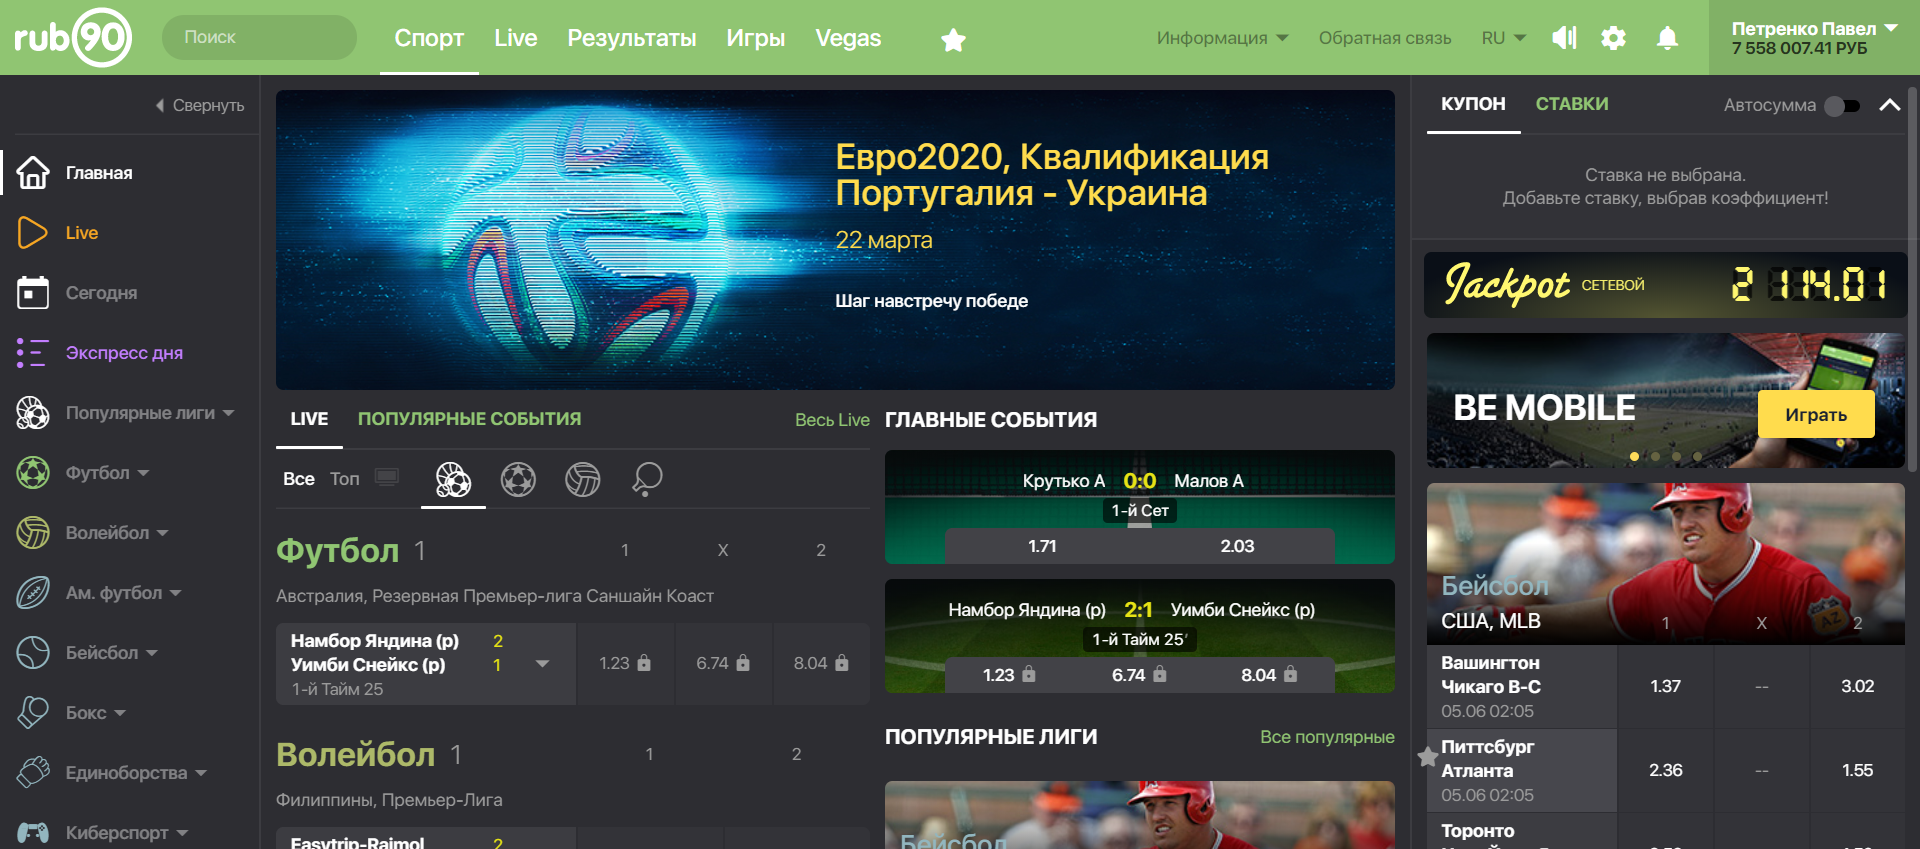 rub90
Поиск
Спорт
Live
Результаты
Игры
Vegas
Информация
Обратная связь
RU
Петренко Павел
7 558 007.41 РУБ
Свернуть
Главная
Live
Сегодня
Экспресс дня
Популярные лиги
Футбол
Волейбол
Ам. футбол
Бейсбол
Бокс
Единоборства
Киберспорт
Евро2020, Квалификация
Португалия - Украина
22 марта
Шаг навстречу победе
LIVE
ПОПУЛЯРНЫЕ СОБЫТИЯ
Весь Live
Все
Топ
Футбол 1
1 X 2
Австралия, Резервная Премьер-лига Саншайн Коаст
Намбор Яндина (р) 2
Уимби Снейкс (р) 1
1-й Тайм 25
1.23 6.74 8.04
Волейбол 1
1 2
Филиппины, Премьер-Лига
Easytrip-Raimol 2
ГЛАВНЫЕ СОБЫТИЯ
Крутько А 0:0 Малов А
1-й Сет
1.71 2.03
Намбор Яндина (р) 2:1 Уимби Снейкс (р)
1-й Тайм 25′
1.23 6.74 8.04
ПОПУЛЯРНЫЕ ЛИГИ
Все популярные
Бейсбол
КУПОН
СТАВКИ
Автосумма
Ставка не выбрана.
Добавьте ставку, выбрав коэффициент!
Jackpot СЕТЕВОЙ 2 114.01
BE MOBILE
Играть
Бейсбол
США, MLB
1 X 2
AZ
Вашингтон
Чикаго В-С
05.06 02:05
1.37 -- 3.02
Питтсбург
Атланта
05.06 02:05
2.36 -- 1.55
Торонто